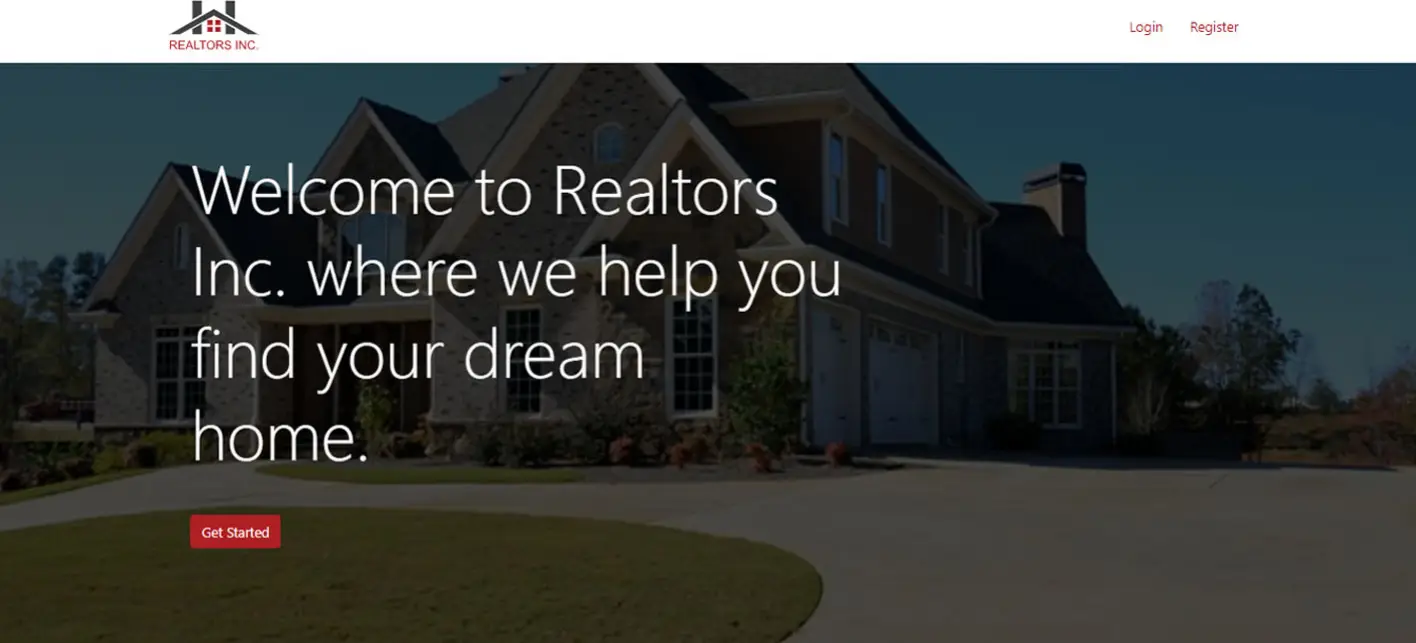 REALTORS INC.
Login Register
Welcome to Realtors
Inc. where we help you
find your dream
home.
Get Started